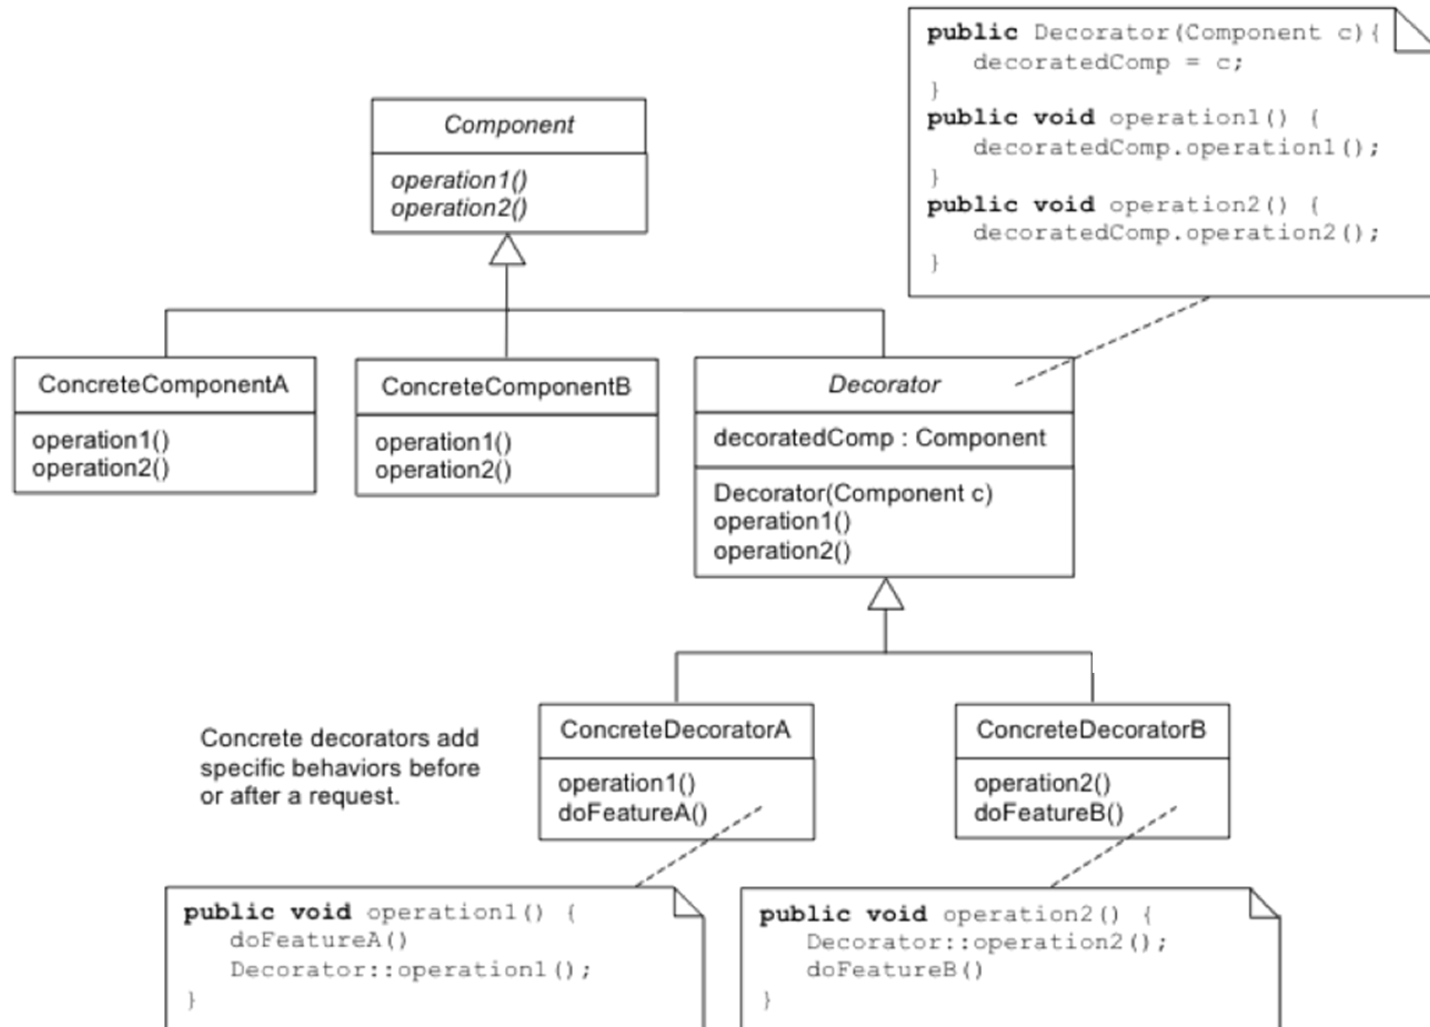 public Decorator(Component c){
decoratedComp = c;
}
public void operation1() {
decoratedComp.operation1();
}
public void operation2() {
decoratedComp.operation2();
}
Component
operation1()
operation2()
ConcreteComponentA
operation1()
operation2()
ConcreteComponentB
operation1()
operation2()
Decorator
decoratedComp : Component
Decorator(Component c)
operation1()
operation2()
Concrete decorators add
specific behaviors before
or after a request.
ConcreteDecoratorA
operation1()
doFeatureA()
ConcreteDecoratorB
operation2()
doFeatureB()
public void operation1() {
doFeatureA()
Decorator::operation1();
}
public void operation2() {
Decorator::operation2();
doFeatureB()
}